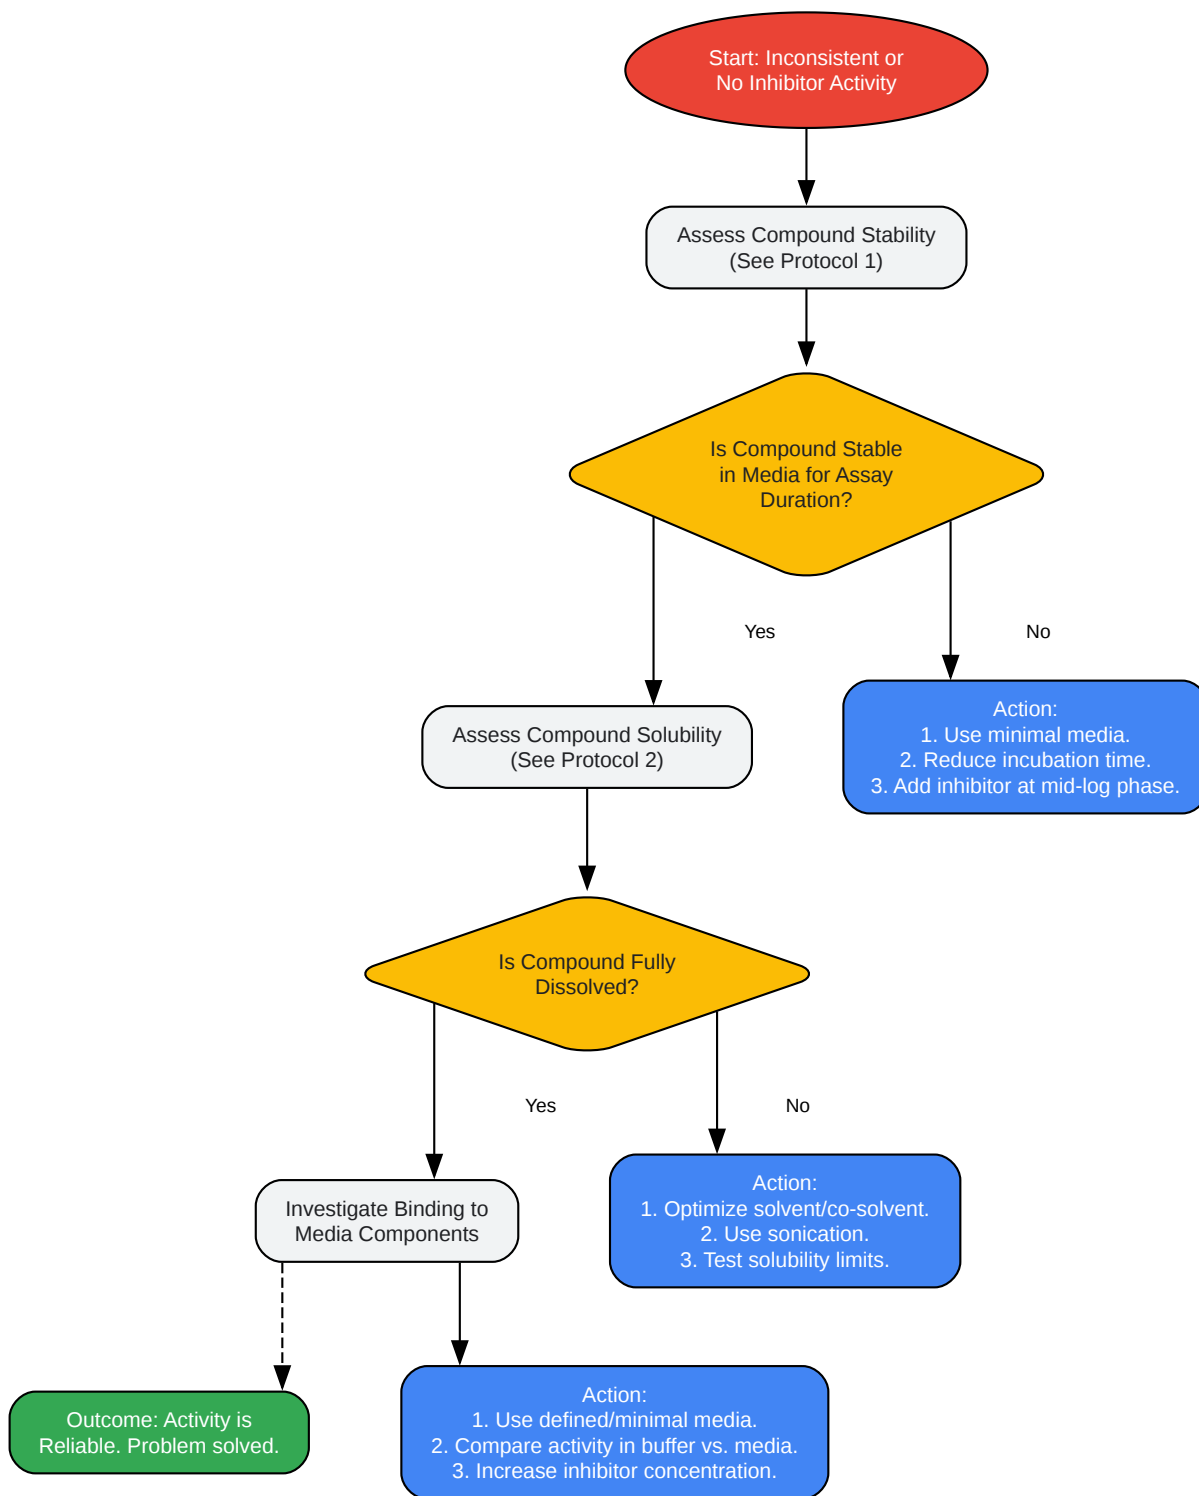 Start: Inconsistent or
No Inhibitor Activity
Assess Compound Stability
(See Protocol 1)
Is Compound Stable
in Media for Assay
Duration?
Yes
No
Action:
1. Use minimal media.
2. Reduce incubation time.
3. Add inhibitor at mid-log phase.
Assess Compound Solubility
(See Protocol 2)
Is Compound Fully
Dissolved?
Yes
No
Investigate Binding to
Media Components
Action:
1. Optimize solvent/co-solvent.
2. Use sonication.
3. Test solubility limits.
Outcome: Activity is
Reliable. Problem solved.
Action:
1. Use defined/minimal media.
2. Compare activity in buffer vs. media.
3. Increase inhibitor concentration.